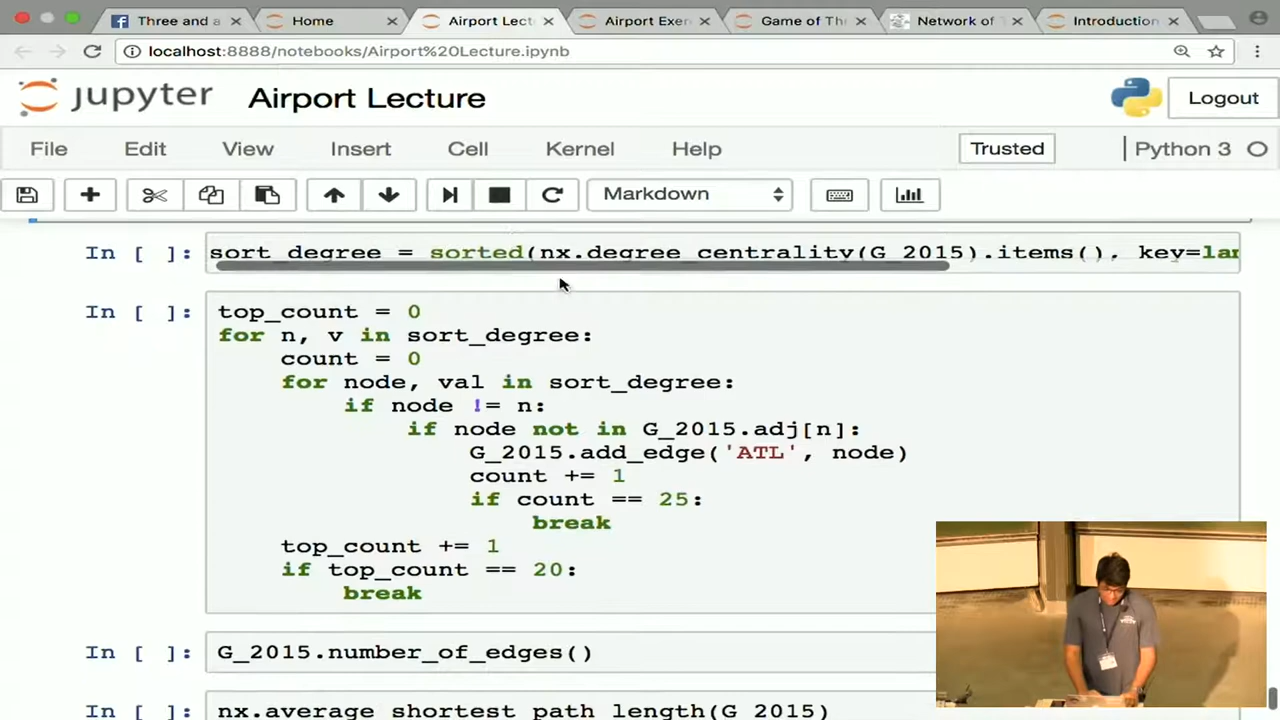 Three and a
Home
Airport Lect
Airport Exer
Game of Th
Network of
Introduction
localhost:8888/notebooks/Airport%20Lecture.ipynb
jupyter Airport Lecture
Logout
File Edit View Insert Cell Kernel Help
Trusted
Python 3
Markdown
In [ ]: sort_degree = sorted(nx.degree_centrality(G_2015).items(), key=lam
In [ ]: top_count = 0
for n, v in sort_degree:
count = 0
for node, val in sort_degree:
if node != n:
if node not in G_2015.adj[n]:
G_2015.add_edge('ATL', node)
count += 1
if count == 25:
break
top_count += 1
if top_count == 20:
break
In [ ]: G_2015.number_of_edges()
In [ ]: nx.average_shortest_path_length(G_2015)